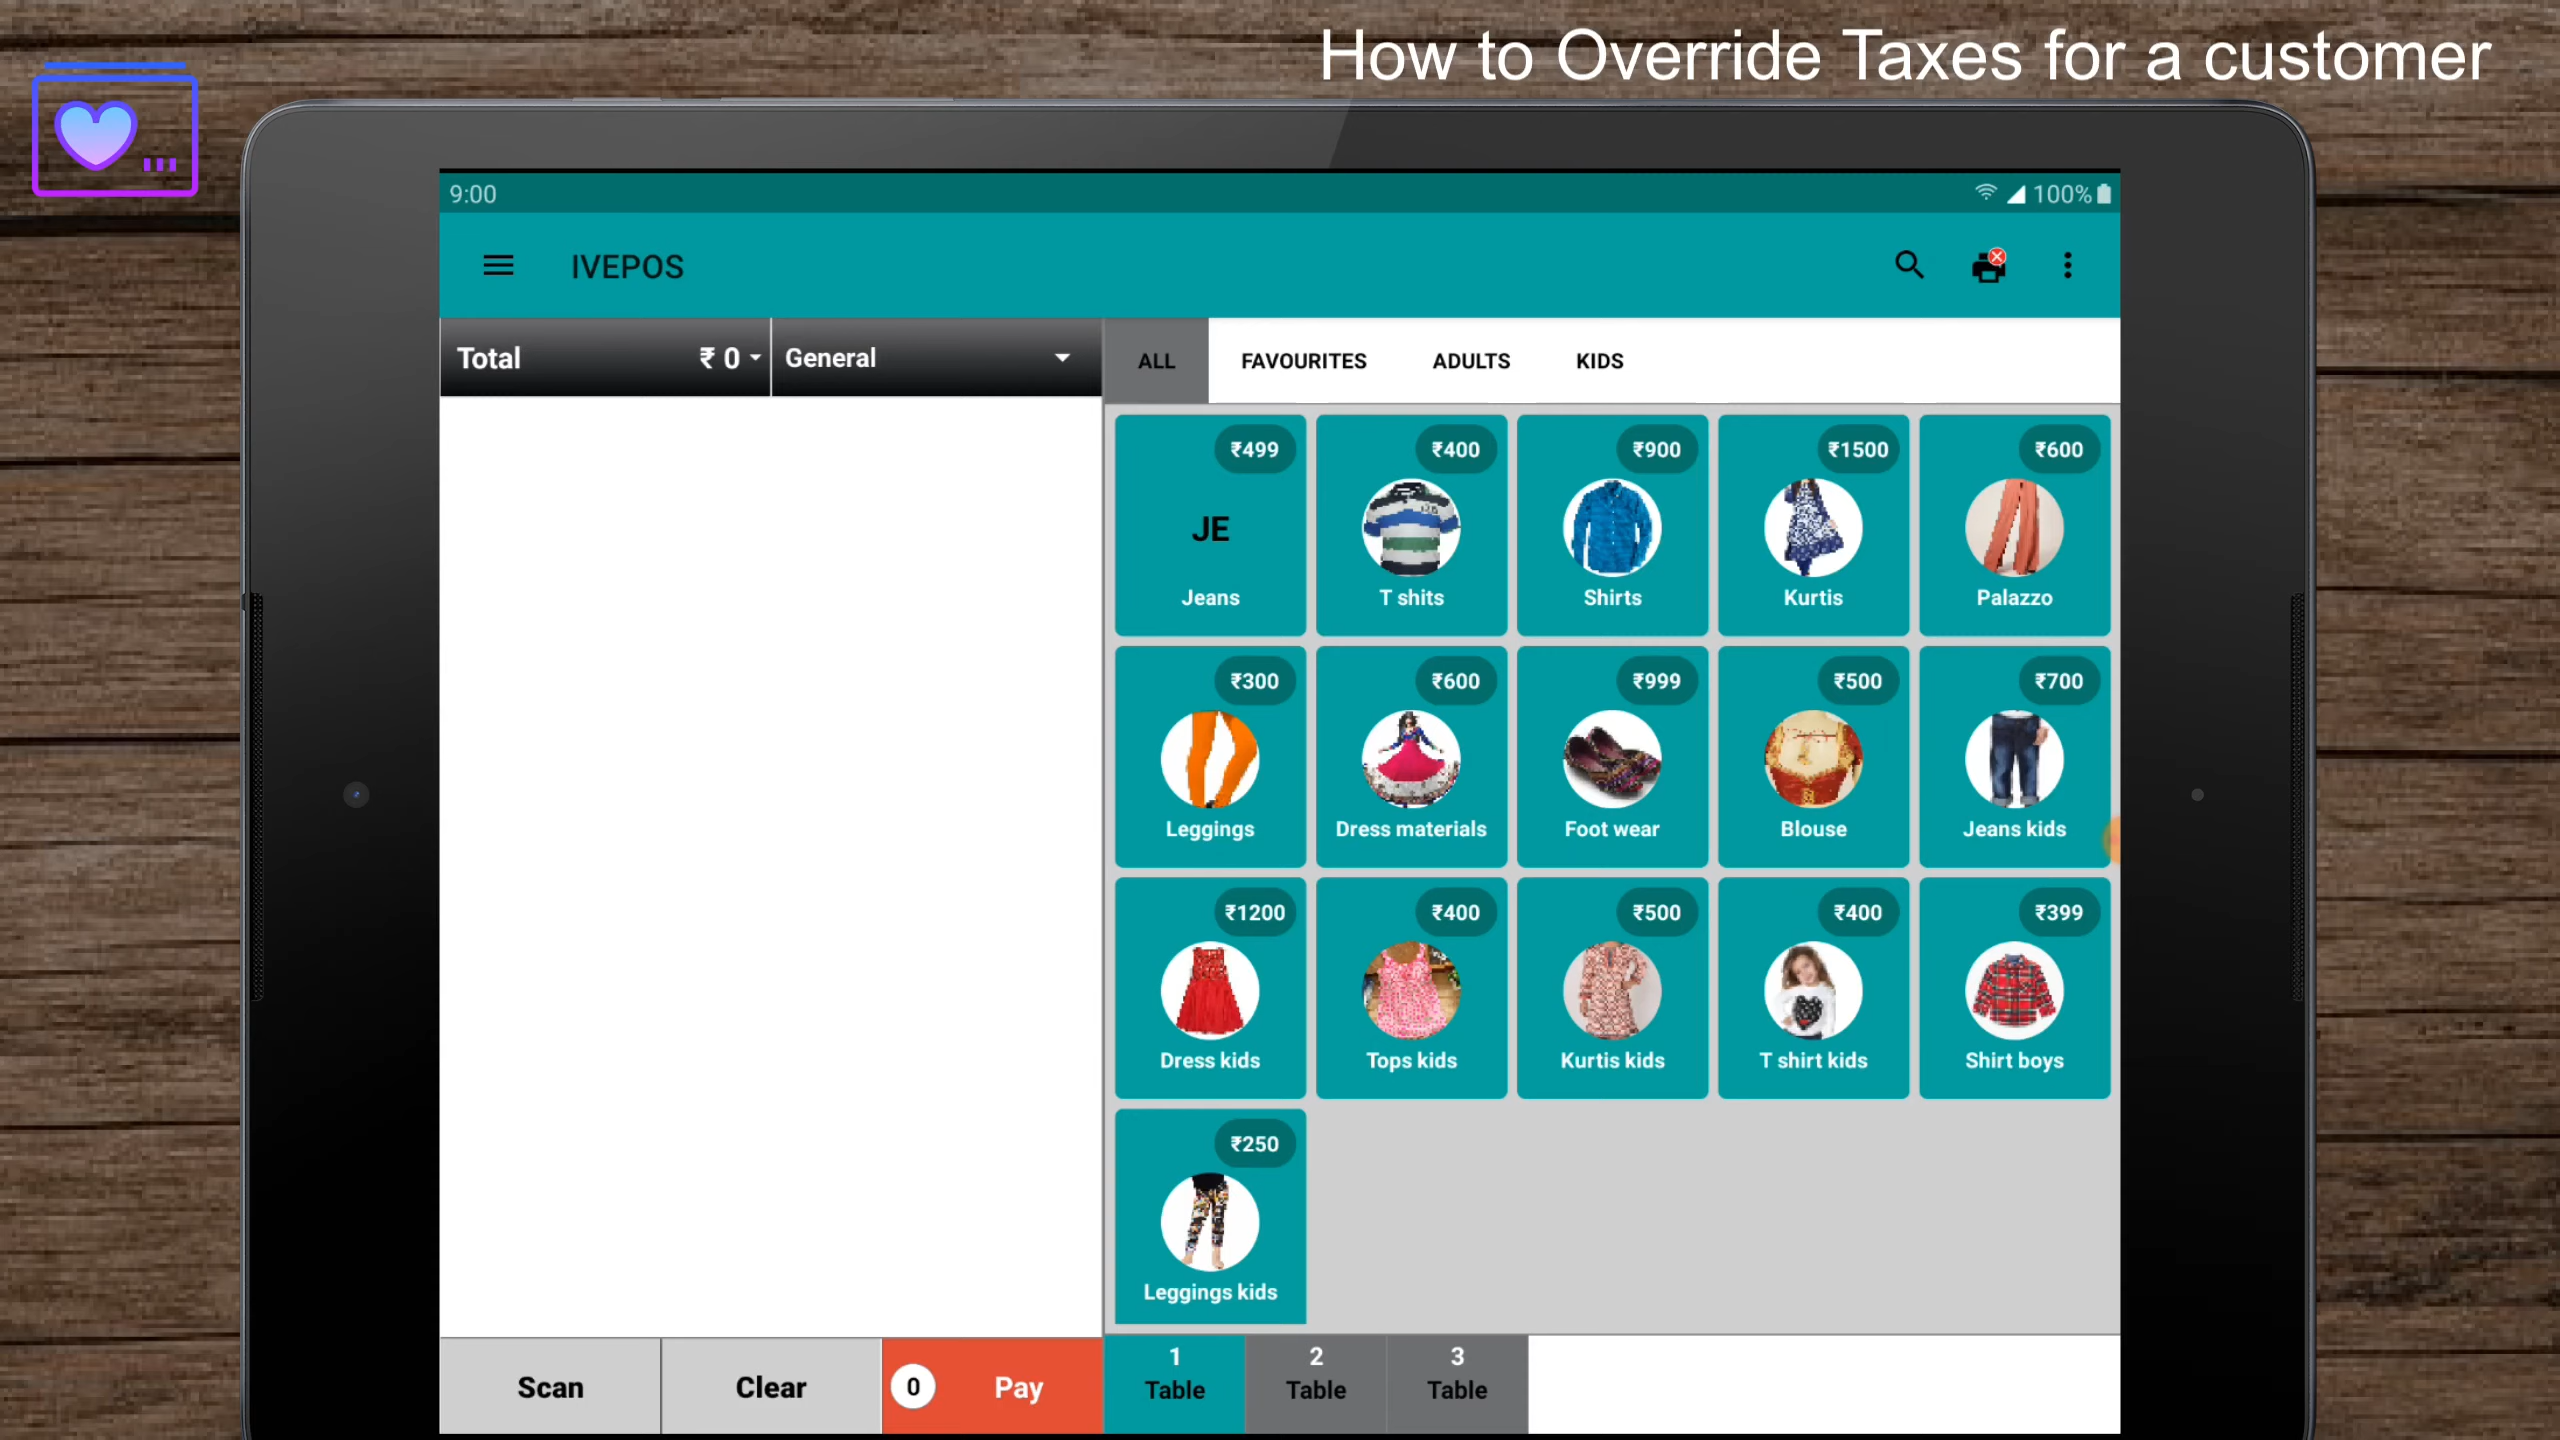 How to Override Taxes for a customer
9:00
100%
IVEPOS
Total ₹ 0
General
ALL FAVOURITES ADULTS KIDS
₹499 ₹400 ₹900 ₹1500 ₹600
JE
Jeans T shits Shirts Kurtis Palazzo
₹300 ₹600 ₹999 ₹500 ₹700
Leggings Dress materials Foot wear Blouse Jeans kids
₹1200 ₹400 ₹500 ₹400 ₹399
Dress kids Tops kids Kurtis kids T shirt kids Shirt boys
₹250
Leggings kids
Scan Clear 0 Pay
1 2 3
Table Table Table